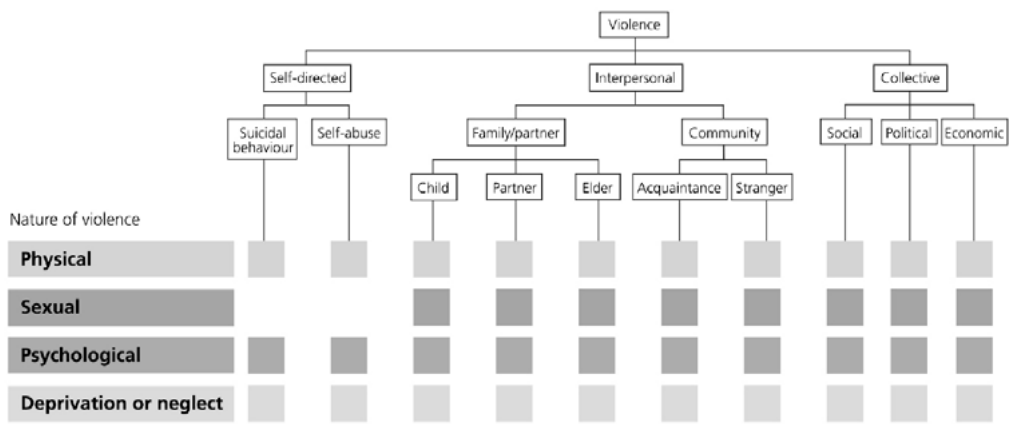 Violence
Self-directed
Interpersonal
Collective
Suicidal
behaviour
Self-abuse
Family/partner
Community
Social
Political
Economic
Child
Partner
Elder
Acquaintance
Stranger
Nature of violence
Physical
Sexual
Psychological
Deprivation or neglect